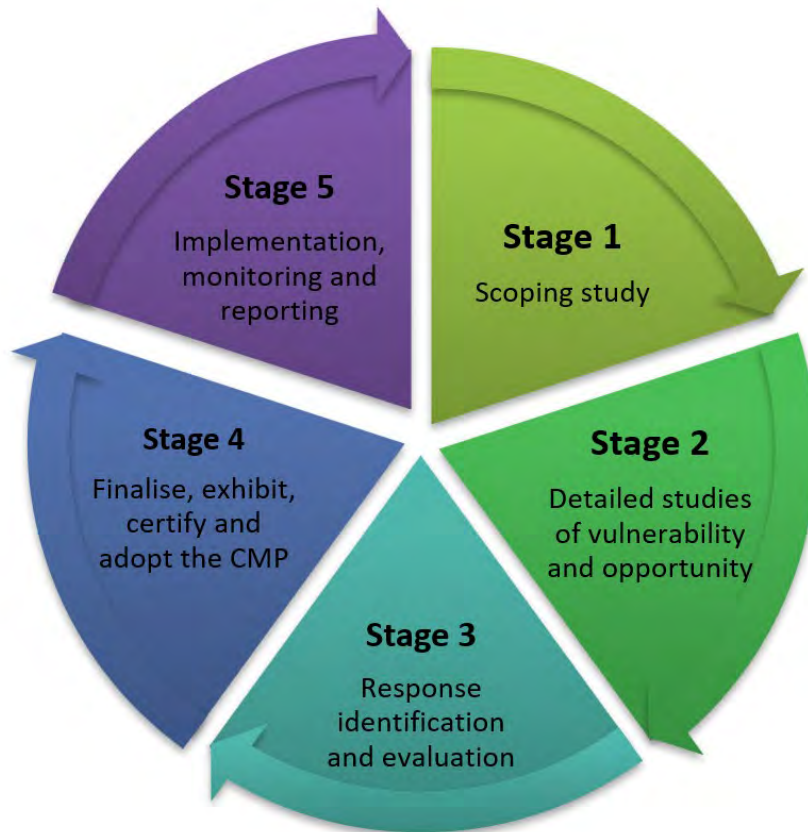 Stage 1
Scoping study
Stage 2
Detailed studies
of vulnerability
and opportunity
Stage 3
Response
identification
and evaluation
Stage 4
Finalise, exhibit,
certify and
adopt the CMP
Stage 5
Implementation,
monitoring and
reporting